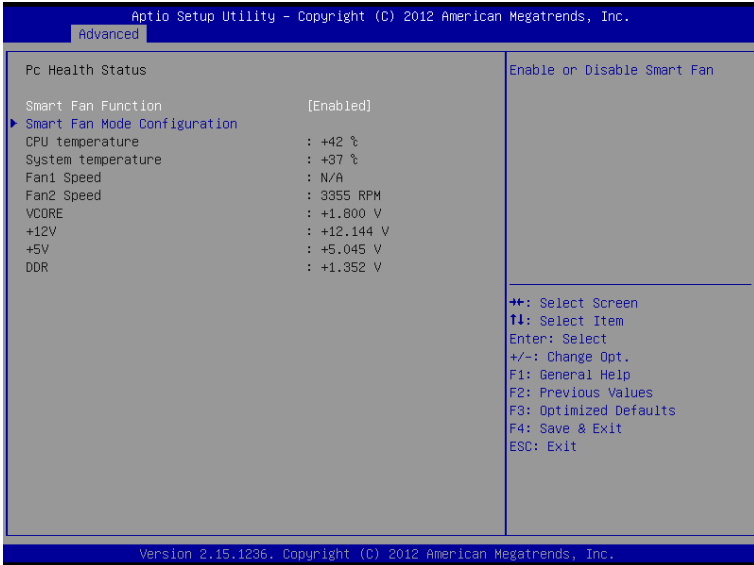 Aptio Setup Utility – Copyright (C) 2012 American Megatrends, Inc.
Advanced
Pc Health Status
Smart Fan Function [Enabled]
Smart Fan Mode Configuration
CPU temperature : +42 ℃
System temperature : +37 ℃
Fan1 Speed : N/A
Fan2 Speed : 3355 RPM
VCORE : +1.800 V
+12V : +12.144 V
+5V : +5.045 V
DDR : +1.352 V
Enable or Disable Smart Fan
→←: Select Screen
↑↓: Select Item
Enter: Select
+/-: Change Opt.
F1: General Help
F2: Previous Values
F3: Optimized Defaults
F4: Save & Exit
ESC: Exit
Version 2.15.1236. Copyright (C) 2012 American Megatrends, Inc.